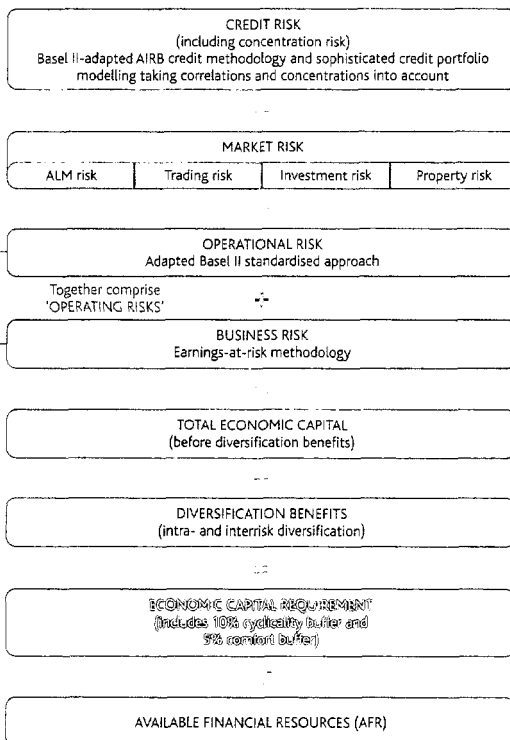 CREDIT RISK
(including concentration risk)
Basel II-adapted AIRB credit methodology and sophisticated credit portfolio
modelling taking correlations and concentrations into account
MARKET RISK
ALM risk
Trading risk
Investment risk
Property risk
OPERATIONAL RISK
Adapted Basel II standardised approach
Together comprise
'OPERATING RISKS'
+
BUSINESS RISK
Earnings-at-risk methodology
TOTAL ECONOMIC CAPITAL
(before diversification benefits)
DIVERSIFICATION BENEFITS
(intra- and interrisk diversification)
ECONOMIC CAPITAL REQUIREMENT
(includes 10% cyclicality buffer and
5% comfort buffer)
AVAILABLE FINANCIAL RESOURCES (AFR)